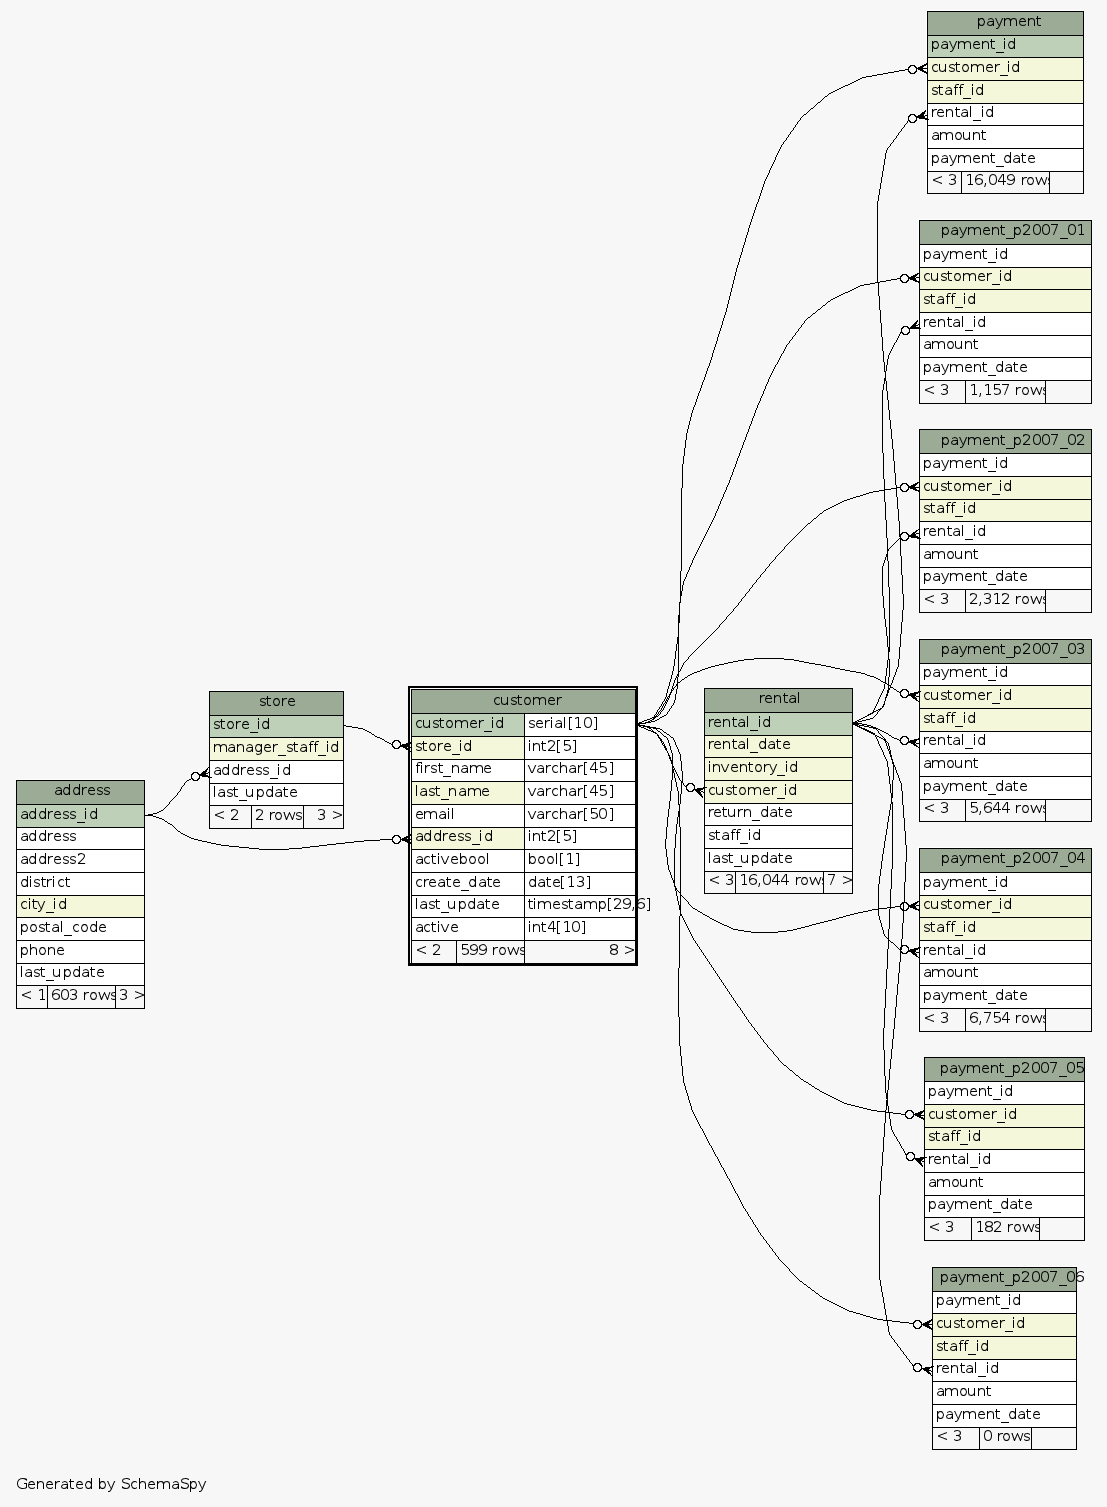 payment
payment_id
customer_id
staff_id
rental_id
amount
payment_date
< 3 16,049 rows
payment_p2007_01
payment_id
customer_id
staff_id
rental_id
amount
payment_date
< 3 1,157 rows
payment_p2007_02
payment_id
customer_id
staff_id
rental_id
amount
payment_date
< 3 2,312 rows
payment_p2007_03
payment_id
customer_id
staff_id
rental_id
amount
payment_date
< 3 5,644 rows
address
address_id
address
address2
district
city_id
postal_code
phone
last_update
< 1 603 rows 3 >
store
store_id
manager_staff_id
address_id
last_update
< 2 2 rows 3 >
customer
customer_id serial[10]
store_id int2[5]
first_name varchar[45]
last_name varchar[45]
email varchar[50]
address_id int2[5]
activebool bool[1]
create_date date[13]
last_update timestamp[29,6]
active int4[10]
< 2 599 rows 8 >
rental
rental_id
rental_date
inventory_id
customer_id
return_date
staff_id
last_update
< 3 16,044 rows 7 >
payment_p2007_04
payment_id
customer_id
staff_id
rental_id
amount
payment_date
< 3 6,754 rows
payment_p2007_05
payment_id
customer_id
staff_id
rental_id
amount
payment_date
< 3 182 rows
payment_p2007_06
payment_id
customer_id
staff_id
rental_id
amount
payment_date
< 3 0 rows
Generated by SchemaSpy